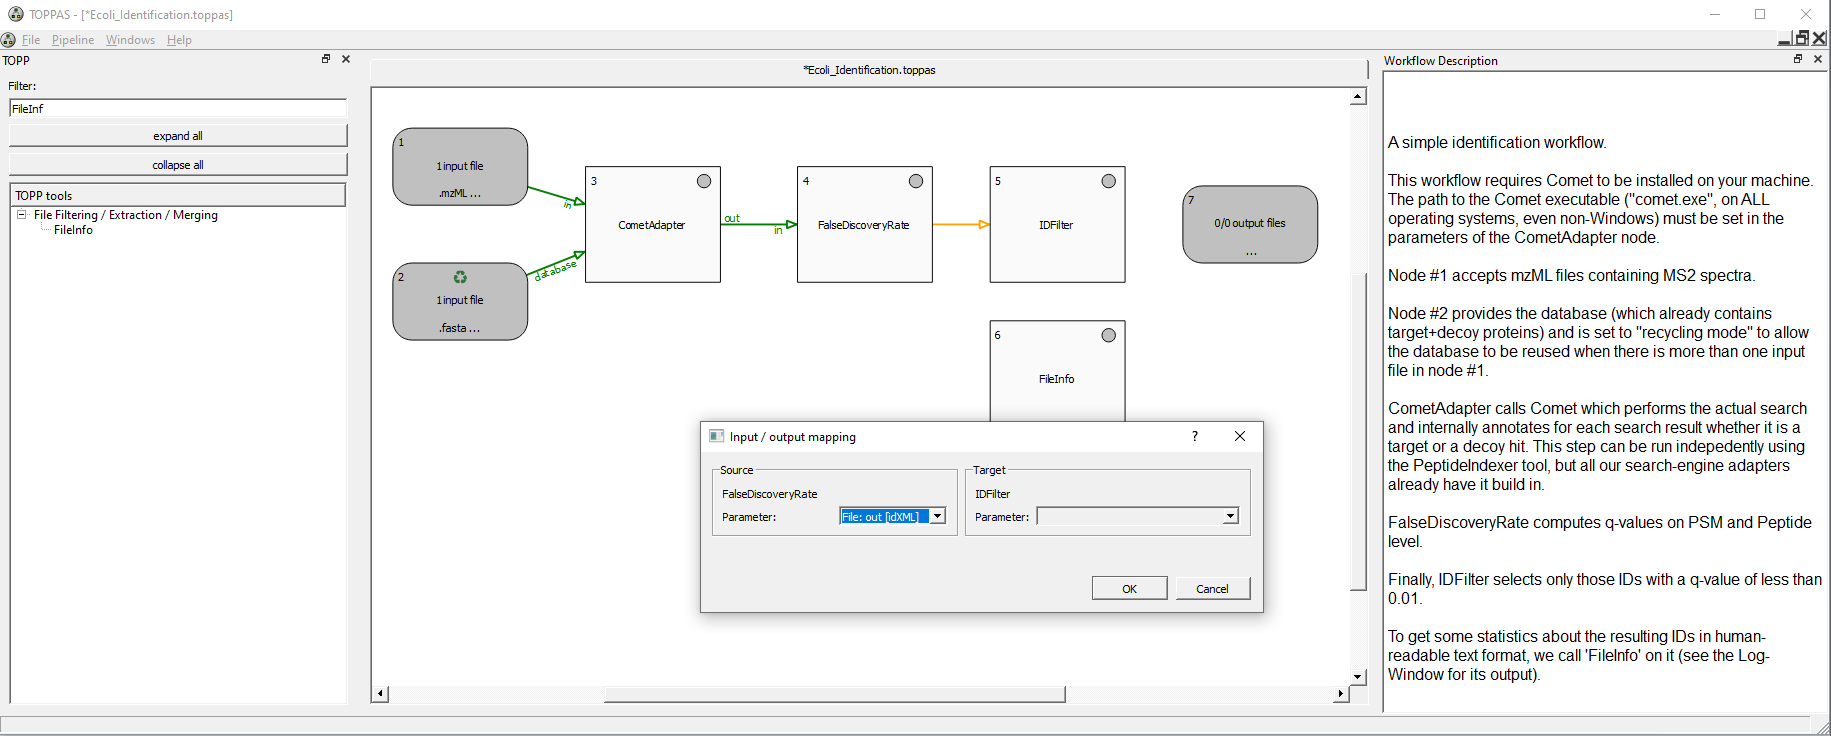 TOPPAS - [*Ecoli_Identification.toppas]
File Pipeline Windows Help
TOPP
Filter:
FileInf
expand all
collapse all
TOPP tools
File Filtering / Extraction / Merging
FileInfo
*Ecoli_Identification.toppas
1
1 input file
.mzML ...
in
2
1 input file
.fasta ...
database
3
CometAdapter
out
in
4
FalseDiscoveryRate
5
IDFilter
7
0/0 output files
...
6
FileInfo
Input / output mapping
?
Source
FalseDiscoveryRate
Parameter:
File: out [idXML]
Target
IDFilter
Parameter:
OK
Cancel
Workflow Description
A simple identification workflow.
This workflow requires Comet to be installed on your machine.
The path to the Comet executable ("comet.exe", on ALL
operating systems, even non-Windows) must be set in the
parameters of the CometAdapter node.
Node #1 accepts mzML files containing MS2 spectra.
Node #2 provides the database (which already contains
target+decoy proteins) and is set to "recycling mode" to allow
the database to be reused when there is more than one input
file in node #1.
CometAdapter calls Comet which performs the actual search
and internally annotates for each search result whether it is a
target or a decoy hit. This step can be run indepedently using
the PeptideIndexer tool, but all our search-engine adapters
already have it build in.
FalseDiscoveryRate computes q-values on PSM and Peptide
level.
Finally, IDFilter selects only those IDs with a q-value of less than
0.01.
To get some statistics about the resulting IDs in human-
readable text format, we call 'FileInfo' on it (see the Log-
Window for its output).